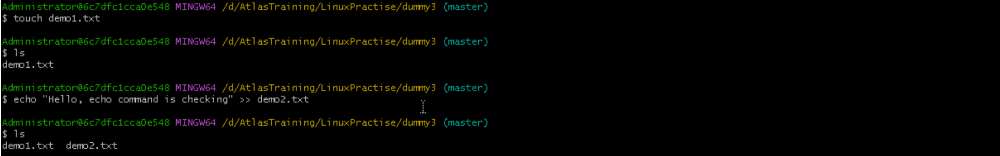 Administrator@6c7dfc1cca0e548 MINGW64 /d/AtlasTraining/LinuxPractise/dummy3 (master)
$ touch demo1.txt
Administrator@6c7dfc1cca0e548 MINGW64 /d/AtlasTraining/LinuxPractise/dummy3 (master)
$ ls
demo1.txt
Administrator@6c7dfc1cca0e548 MINGW64 /d/AtlasTraining/LinuxPractise/dummy3 (master)
$ echo "Hello, echo command is checking" >> demo2.txt
Administrator@6c7dfc1cca0e548 MINGW64 /d/AtlasTraining/LinuxPractise/dummy3 (master)
$ ls
demo1.txt  demo2.txt